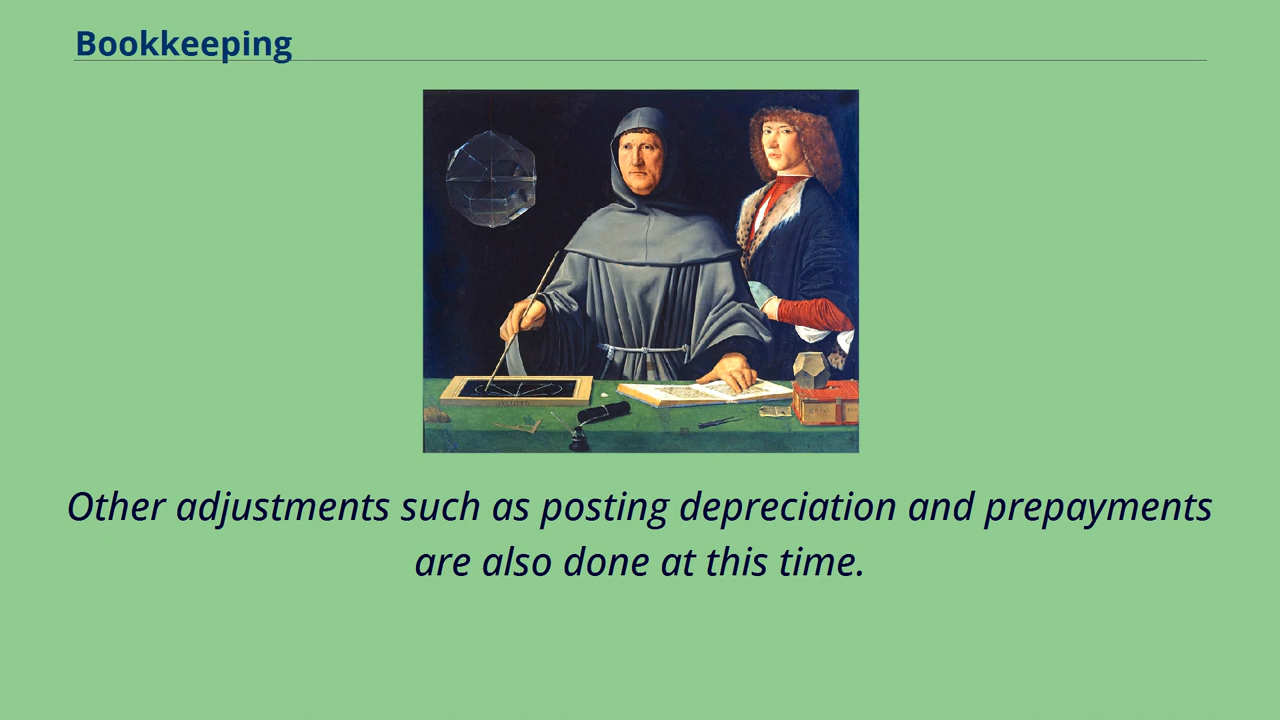 Bookkeeping
Other adjustments such as posting depreciation and prepayments
are also done at this time.